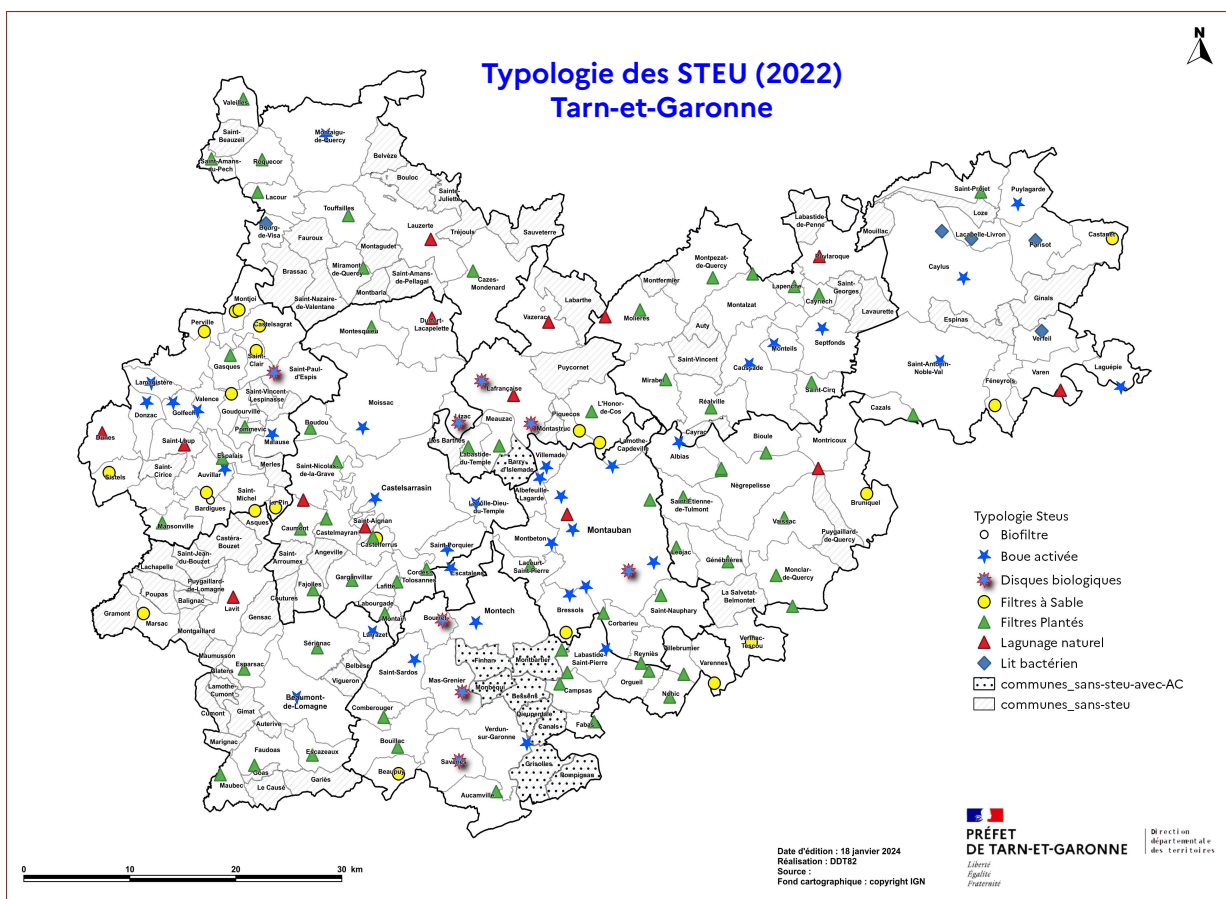 N
Typologie des STEU (2022)
Tarn-et-Garonne
Valeilles
Saint-
Beauzeil
Montaigu-
de-Quercy
Saint-Amans-
du-Pech
Roquecor
Belvèze
Bouloc
Sainte-
Juliette
Lacour
Touffailles
Bourg-
de-Visa
Fauroux
Lauzerte
Tréjouls
Sauveterre
Montagudet
Brassac
Miramont-
de-Quercy
Saint-Amans-
de-Pellagal
Cazes-
Mondenard
Saint-Nazaire-
de-Valentane
Montbarla
Labastide-
de-Penne
Mouillac
Saint-Projet
Loze
Puylagarde
Lacapelle-Livron
Parisot
Castanet
Caylus
Ginals
Espinas
Verfeil
Varen
Laguépie
Saint-Antonin-
Noble-Val
Féneyrols
Cazals
Montpezat-
de-Quercy
Puylaroque
Montfermier
Lapenche
Cayriech
Saint-
Georges
Lavaurette
Labarthe
Vazerac
Molières
Montalzat
Auty
Septfonds
Monteils
Saint-Vincent
Caussade
Puycornet
Mirabel
Saint-Cirq
Réalville
Montjoi
Perville
Castelsagrat
Montesquieu
Durfort-
Lacapelette
Gasques
Saint-
Clair
Saint-Paul-
d'Espis
Lamagistère
Saint-Vincent-
Lespinasse
Valence
Donzac
Golfech
Goudourville
Moissac
Lafrançaise
L'Honor-
de-Cos
Lizac
Meauzac
Piquecos
Montastruc
Pommevic
Malause
Boudou
Les Barthes
Labastide-
du-Temple
Barry-
d'Islemade
Villemade
Lamothe-
Capdeville
Cayrac
Albias
Bioule
Montricoux
Dunes
Saint-Loup
Espalais
Saint-
Cirice
Auvillar
Merles
Saint-Nicolas-
de-la-Grave
Sistels
Saint-
Michel
Le Pin
Castelsarrasin
Bardigues
Asques
Mansonville
Castéra-
Bouzet
Caumont
Castelmayran
Saint-Aignan
Castelferrus
Albefeuille-
Lagarde
Nègrepelisse
Bruniquel
Saint-Étienne-
de-Tulmont
Montauban
Vaïssac
Puygaillard-
de-Quercy
Montbeton
Saint-Porquier
Escatalens
Léojac
Génébrières
Monclar-
de-Quercy
Saint-Jean-
du-Bouzet
Lachapelle
Saint-
Arroumex
Angeville
Puygaillard-
de-Lomagne
Poupas
Balignac
Fajolles
Garganvillar
Cordes-
Tolosannes
Lafitte
Lacourt-
Saint-Pierre
La Salvetat-
Belmontet
Gramont
Marsac
Lavit
Coutures
Gensac
Labourgade
Montaïn
Montech
Bourret
Bressols
Saint-Nauphary
Corbarieu
Montgaillard
Larrazet
Sérignac
Maumusson
Belbèse
Finhan
Montbartier
Labastide-
Saint-Pierre
Reyniès
Villebrumier
Verlhac-
Tescou
Varennes
Glatens
Esparsac
Vigueron
Saint-Sardos
Mas-Grenier
Monbéqui
Bessens
Orgueil
Lamothe-
Cumont
Beaumont-
de-Lomagne
Campsas
Nohic
Cumont
Gimat
Auterive
Comberouger
Dieupentale
Canals
Fabas
Verdun-
sur-Garonne
Marignac
Faudoas
Escazeaux
Bouillac
Goas
Savenès
Grisolles
Pompignan
Maubec
Le Causé
Gariès
Beaupuy
Aucamville
Typologie Steus
Biofiltre
Boue activée
Disques biologiques
Filtres à Sable
Filtres Plantés
Lagunage naturel
Lit bactérien
communes_sans-steu-avec-AC
communes_sans-steu
0 10 20 30 km
Date d'édition : 18 janvier 2024
Réalisation : DDT82
Source :
Fond cartographique : copyright IGN
PRÉFET
DE TARN-ET-GARONNE
Liberté
Égalité
Fraternité
Direction
départementale
des territoires